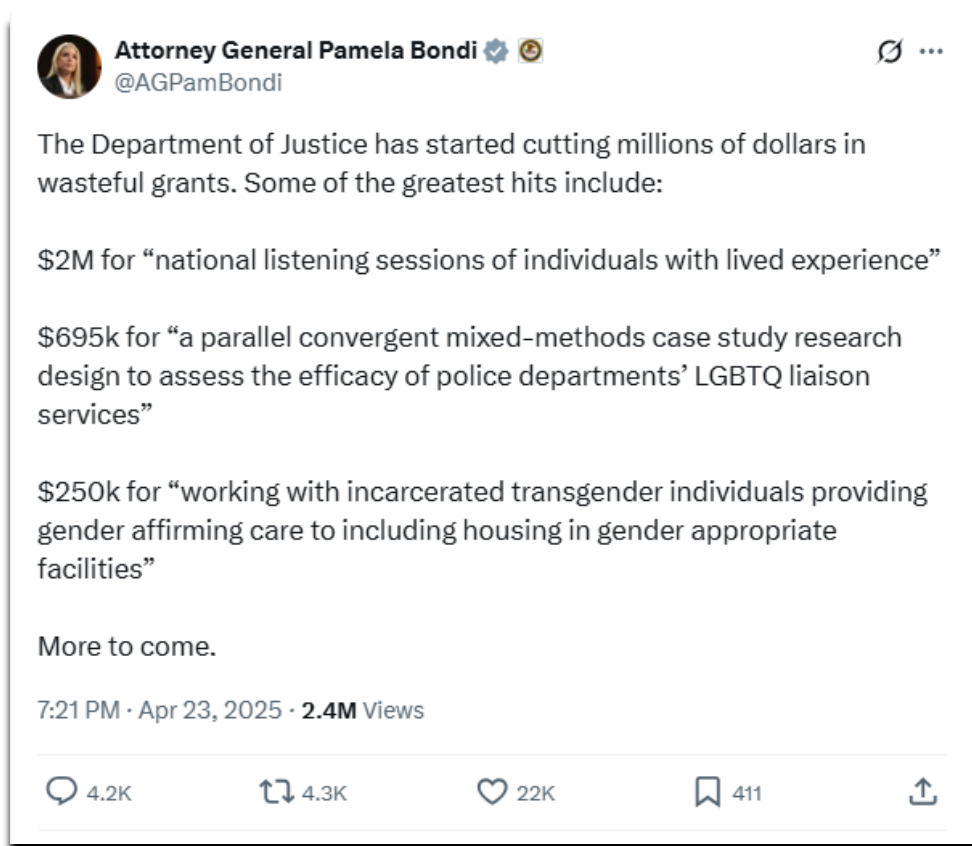 Attorney General Pamela Bondi
@AGPamBondi
The Department of Justice has started cutting millions of dollars in
wasteful grants. Some of the greatest hits include:
$2M for “national listening sessions of individuals with lived experience”
$695k for “a parallel convergent mixed-methods case study research
design to assess the efficacy of police departments’ LGBTQ liaison
services”
$250k for “working with incarcerated transgender individuals providing
gender affirming care to including housing in gender appropriate
facilities”
More to come.
7:21 PM · Apr 23, 2025 · 2.4M Views
4.2K 4.3K 22K 411